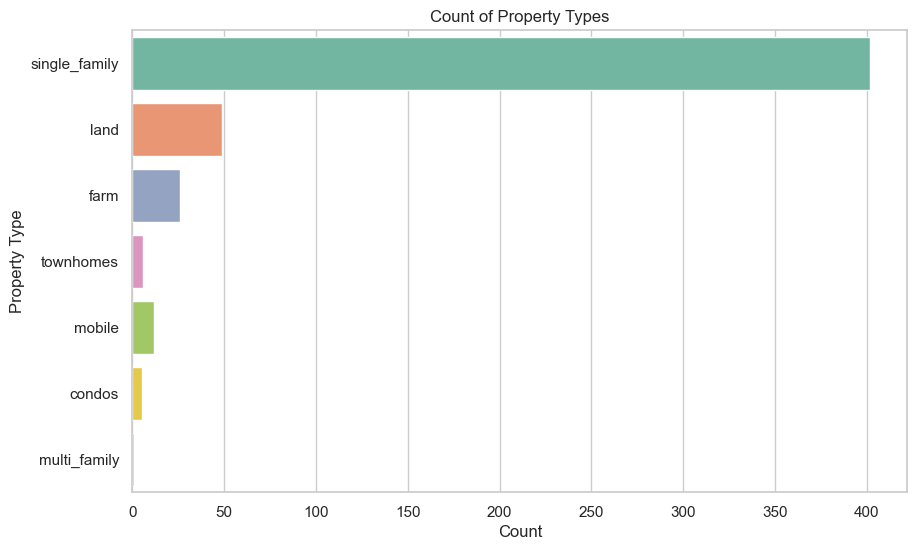 Count of Property Types
Property Type
single_family
land
farm
townhomes
mobile
condos
multi_family
0 50 100 150 200 250 300 350 400
Count